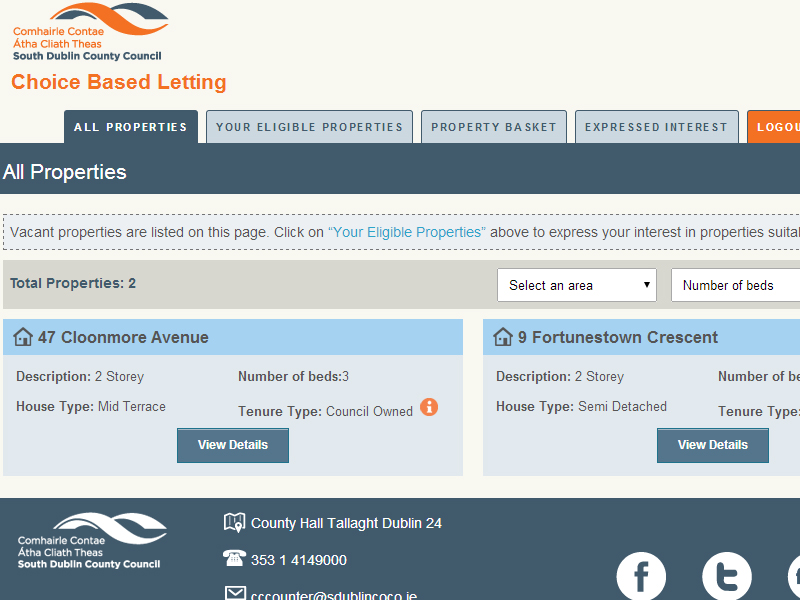 Comhairle Contae
Átha Cliath Theas
South Dublin County Council
Choice Based Letting
ALL PROPERTIES
YOUR ELIGIBLE PROPERTIES
PROPERTY BASKET
EXPRESSED INTEREST
LOGOU
All Properties
Vacant properties are listed on this page. Click on “Your Eligible Properties” above to express your interest in properties suital
Total Properties: 2
Select an area
Number of beds
47 Cloonmore Avenue
Description: 2 Storey
Number of beds:3
House Type: Mid Terrace
Tenure Type: Council Owned
View Details
9 Fortunestown Crescent
Description: 2 Storey
Number of be
House Type: Semi Detached
Tenure Type:
View Details
Comhairle Contae
Átha Cliath Theas
South Dublin County Council
County Hall Tallaght Dublin 24
353 1 4149000
cccounter@sdublincoco.ie